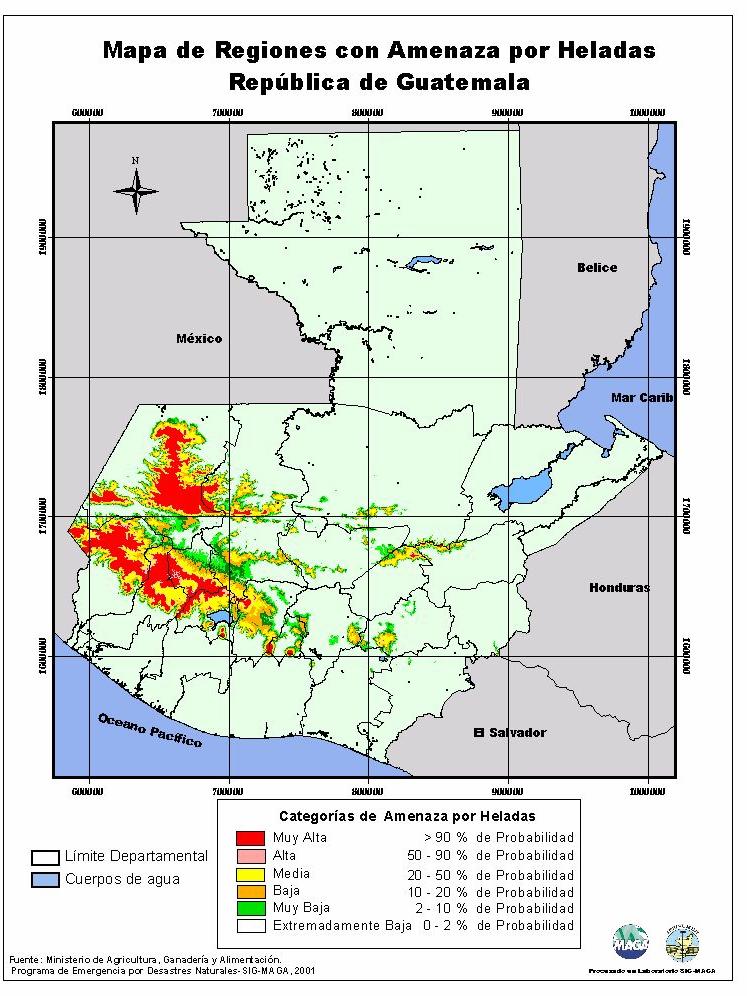 Mapa de Regiones con Amenaza por Heladas
República de Guatemala
600000 700000 800000 900000 1000000
N
1900000 1900000
Belice
México
1800000 1800000
Mar Carib
1700000 1700000
Honduras
1600000 1600000
Oceano Pacífico
El Salvador
600000 700000 800000 900000 1000000
Categorías de Amenaza por Heladas
Muy Alta > 90 % de Probabilidad
Límite Departamental Alta 50 - 90 % de Probabilidad
Cuerpos de agua Media 20 - 50 % de Probabilidad
Baja 10 - 20 % de Probabilidad
Muy Baja 2 - 10 % de Probabilidad
Extremadamente Baja 0 - 2 % de Probabilidad
MAGA
Fuente: Ministerio de Agricultura, Ganadería y Alimentación.
Programa de Emergencia por Desastres Naturales- SIG-MAGA, 2001
Procesado en Laboratorio SIG-MAGA